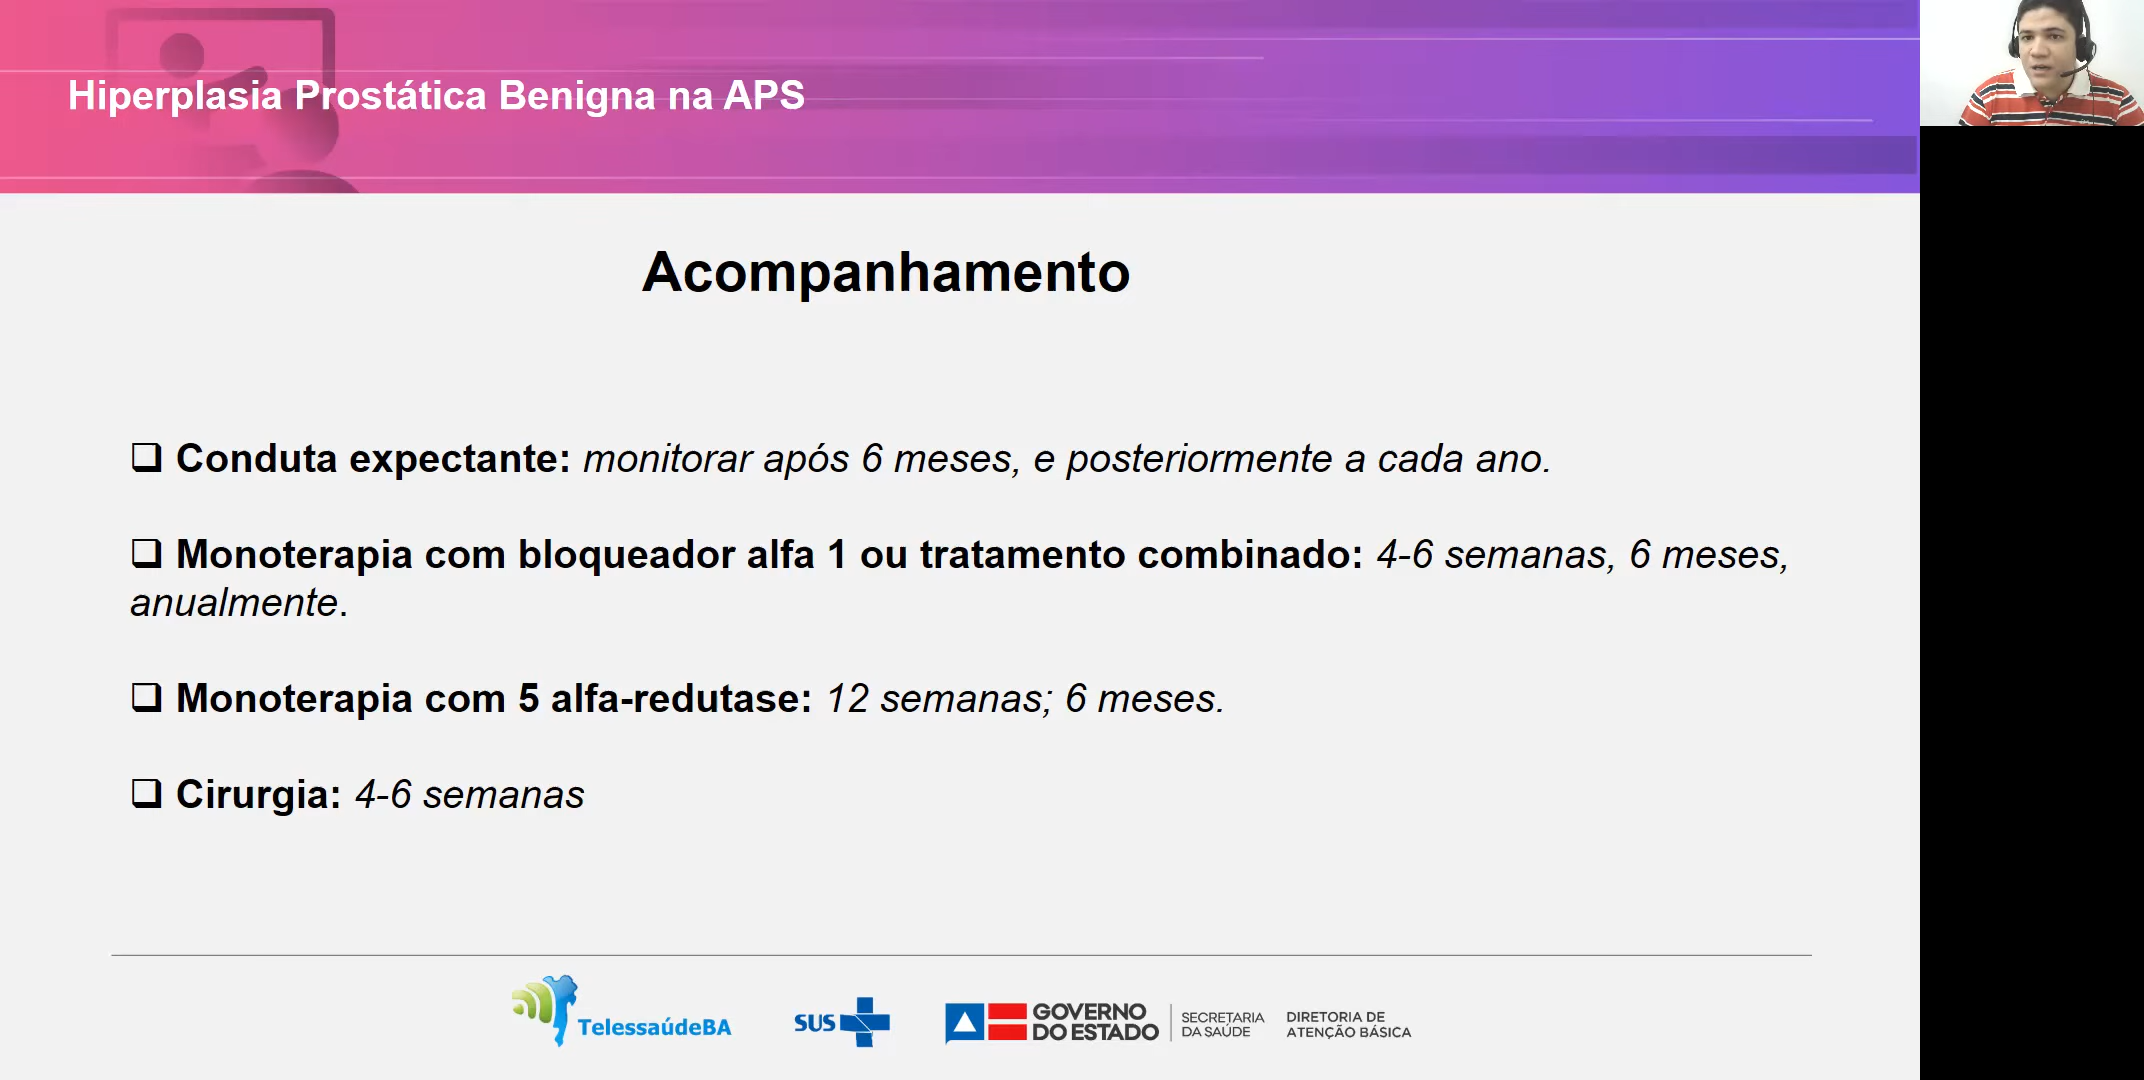 Hiperplasia Prostática Benigna na APS
Acompanhamento
❑ Conduta expectante: monitorar após 6 meses, e posteriormente a cada ano.
❑ Monoterapia com bloqueador alfa 1 ou tratamento combinado: 4-6 semanas, 6 meses,
anualmente.
❑ Monoterapia com 5 alfa-redutase: 12 semanas; 6 meses.
❑ Cirurgia: 4-6 semanas
TelessaúdeBA
SUS
GOVERNO
DO ESTADO
SECRETARIA
DA SAÚDE
DIRETORIA DE
ATENÇÃO BÁSICA